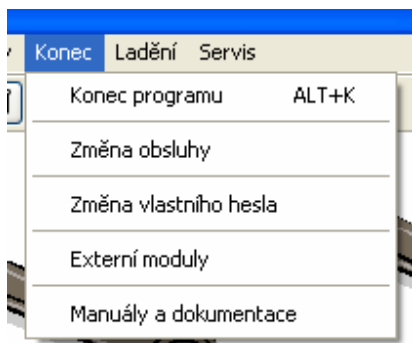 Konec Ladění Servis
Konec programu ALT+K
Změna obsluhy
Změna vlastního hesla
Externí moduly
Manuály a dokumentace